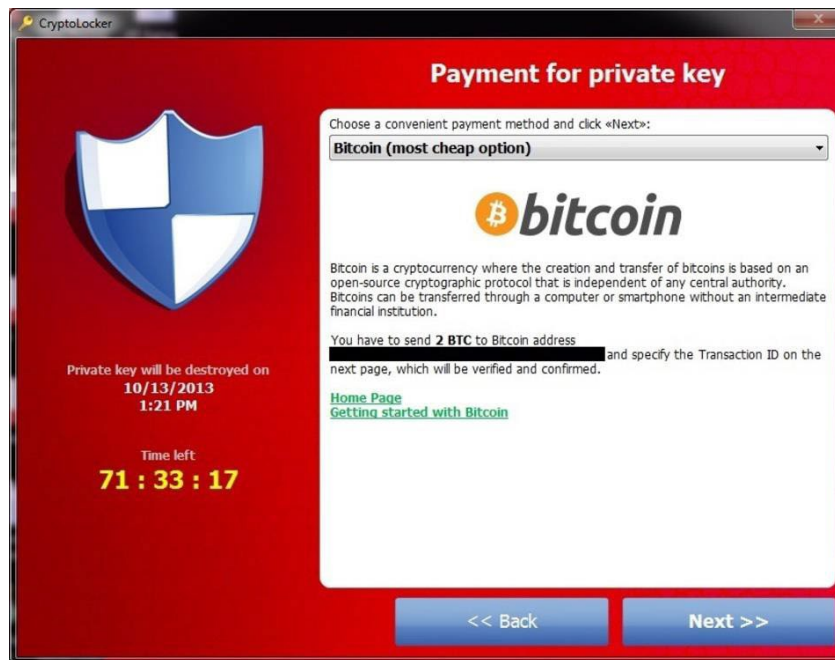 CryptoLocker
Payment for private key
Choose a convenient payment method and click «Next»:
Bitcoin (most cheap option)
bitcoin
Bitcoin is a cryptocurrency where the creation and transfer of bitcoins is based on an
open-source cryptographic protocol that is independent of any central authority.
Bitcoins can be transferred through a computer or smartphone without an intermediate
financial institution.
You have to send 2 BTC to Bitcoin address
and specify the Transaction ID on the
next page, which will be verified and confirmed.
Home Page
Getting started with Bitcoin
Private key will be destroyed on
10/13/2013
1:21 PM
Time left
71 : 33 : 17
<< Back
Next >>